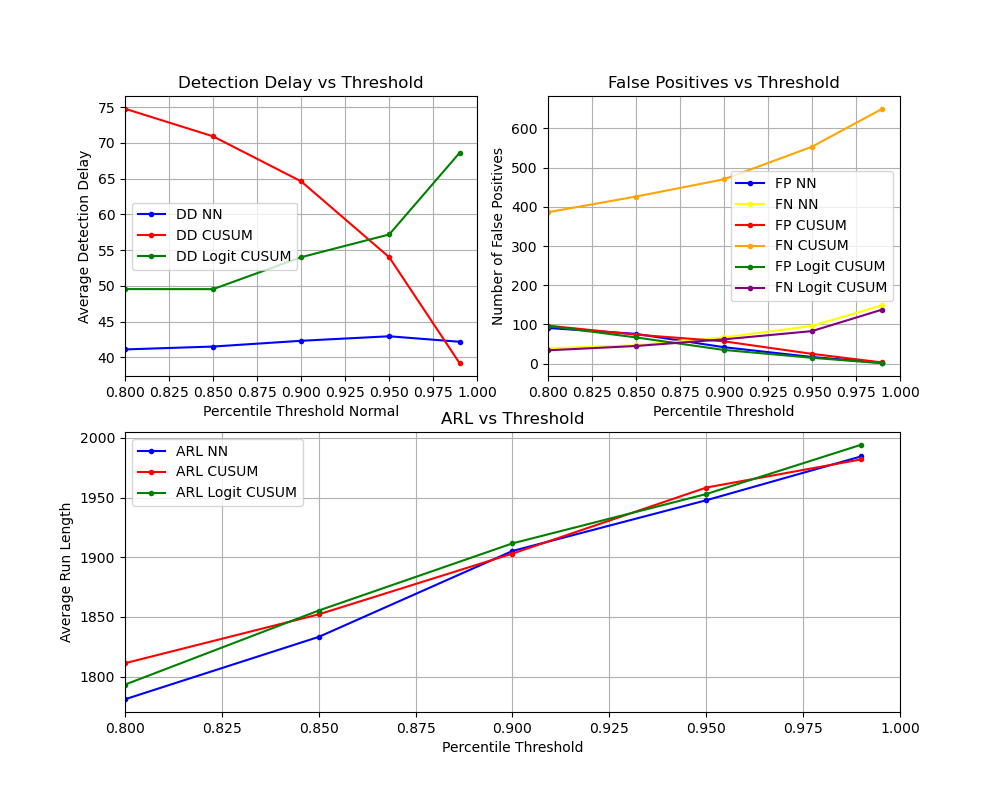 Detection Delay vs Threshold
Average Detection Delay
75
70
65
60
55
50
45
40
DD NN
DD CUSUM
DD Logit CUSUM
0.800 0.825 0.850 0.875 0.900 0.925 0.950 0.975 1.000
Percentile Threshold Normal
False Positives vs Threshold
Number of False Positives
600
500
400
300
200
100
0
FP NN
FN NN
FP CUSUM
FN CUSUM
FP Logit CUSUM
FN Logit CUSUM
0.800 0.825 0.850 0.875 0.900 0.925 0.950 0.975 1.000
Percentile Threshold
ARL vs Threshold
Average Run Length
2000
1950
1900
1850
1800
ARL NN
ARL CUSUM
ARL Logit CUSUM
0.800 0.825 0.850 0.875 0.900 0.925 0.950 0.975 1.000
Percentile Threshold